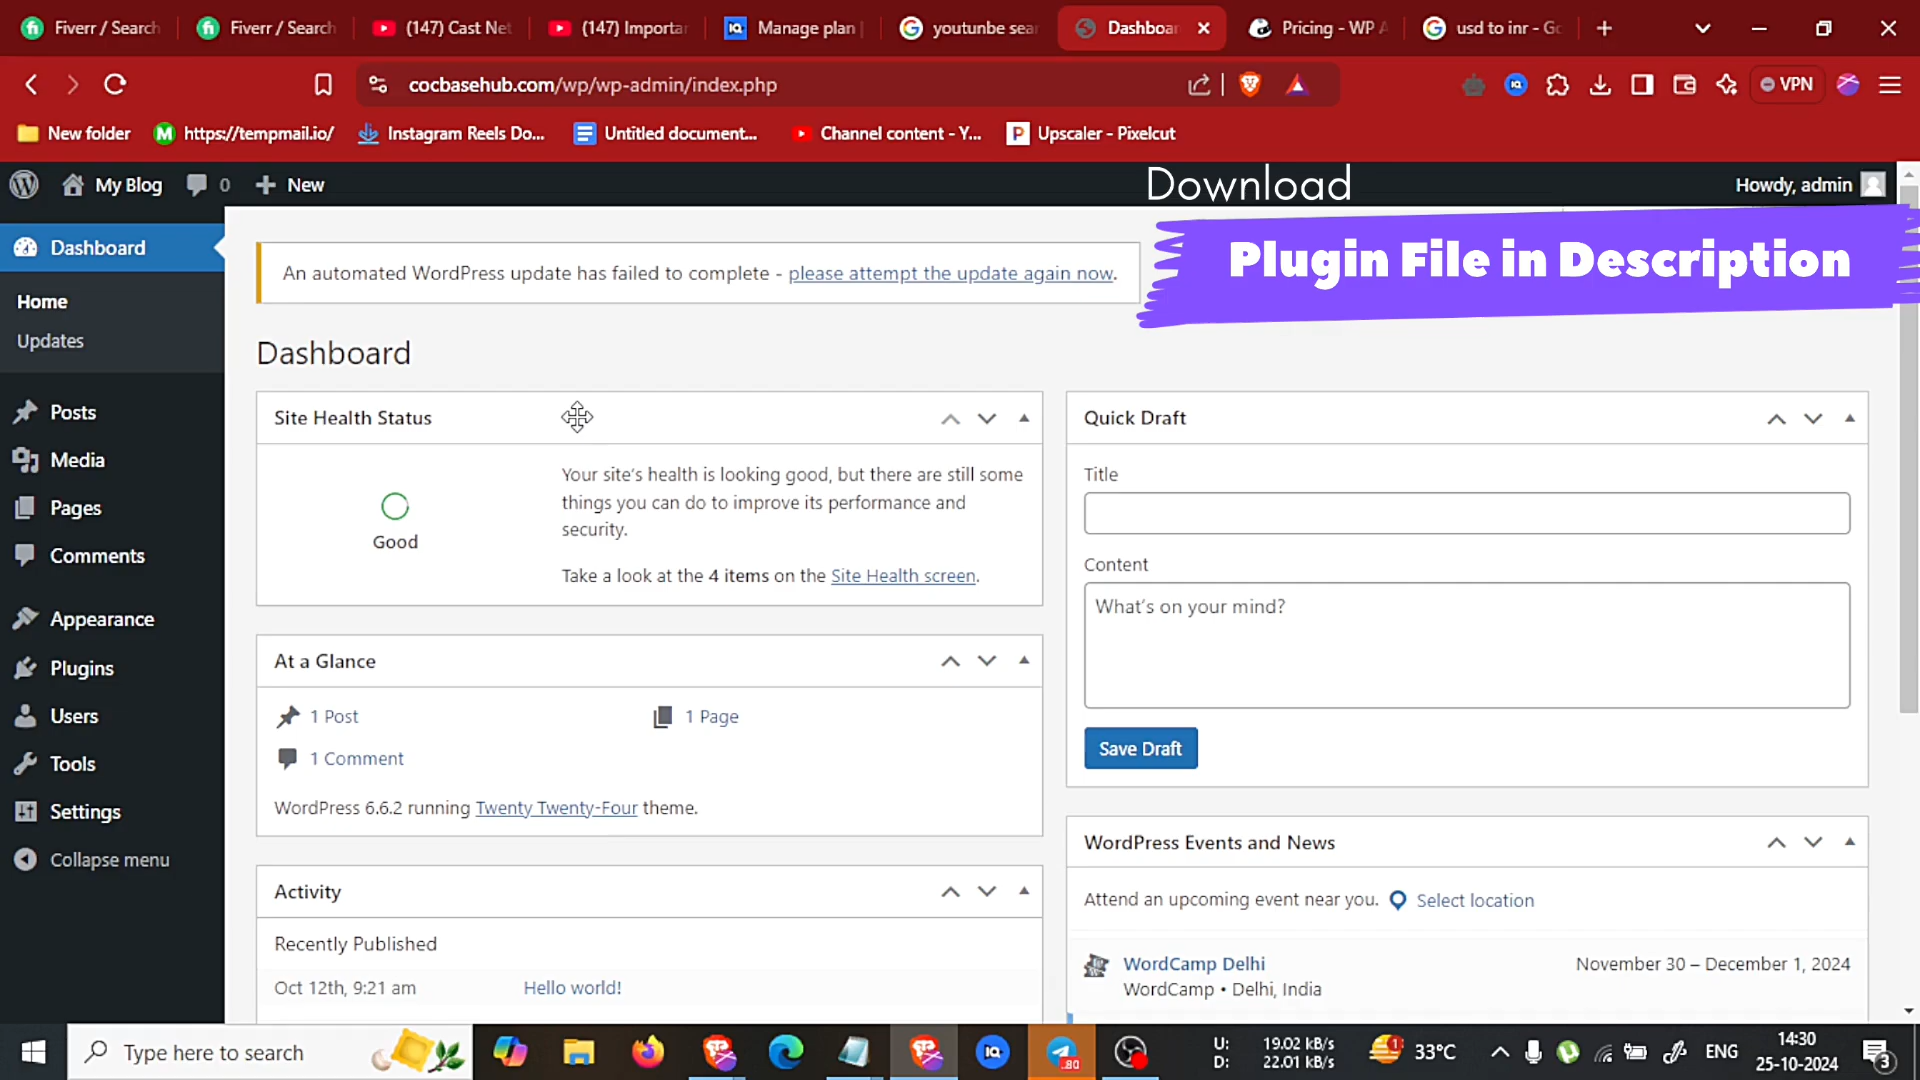 Fiverr / Search
Fiverr / Search
(147) Cast Net
(147) Importa
Manage plan |
youtunbe sear
Dashboar
Pricing - WP A
usd to inr - Go
cocbasehub.com/wp/wp-admin/index.php
VPN
New folder
https://tempmail.io/
Instagram Reels Do...
Untitled document...
Channel content - Y...
Upscaler - Pixelcut
My Blog
0
New
Howdy, admin
Download
Plugin File in Description
Dashboard
Home
Updates
Posts
Media
Pages
Comments
Appearance
Plugins
Users
Tools
Settings
Collapse menu
An automated WordPress update has failed to complete - please attempt the update again now.
Dashboard
Site Health Status
Good
Your site's health is looking good, but there are still some
things you can do to improve its performance and
security.
Take a look at the 4 items on the Site Health screen.
At a Glance
1 Post
1 Page
1 Comment
WordPress 6.6.2 running Twenty Twenty-Four theme.
Activity
Recently Published
Oct 12th, 9:21 am
Hello world!
Quick Draft
Title
Content
What's on your mind?
Save Draft
WordPress Events and News
Attend an upcoming event near you.
Select location
WordCamp Delhi
November 30 – December 1, 2024
WordCamp • Delhi, India
Type here to search
80
U: 19.02 kB/s
D: 22.01 kB/s
1
33°C
ENG
14:30
25-10-2024
3